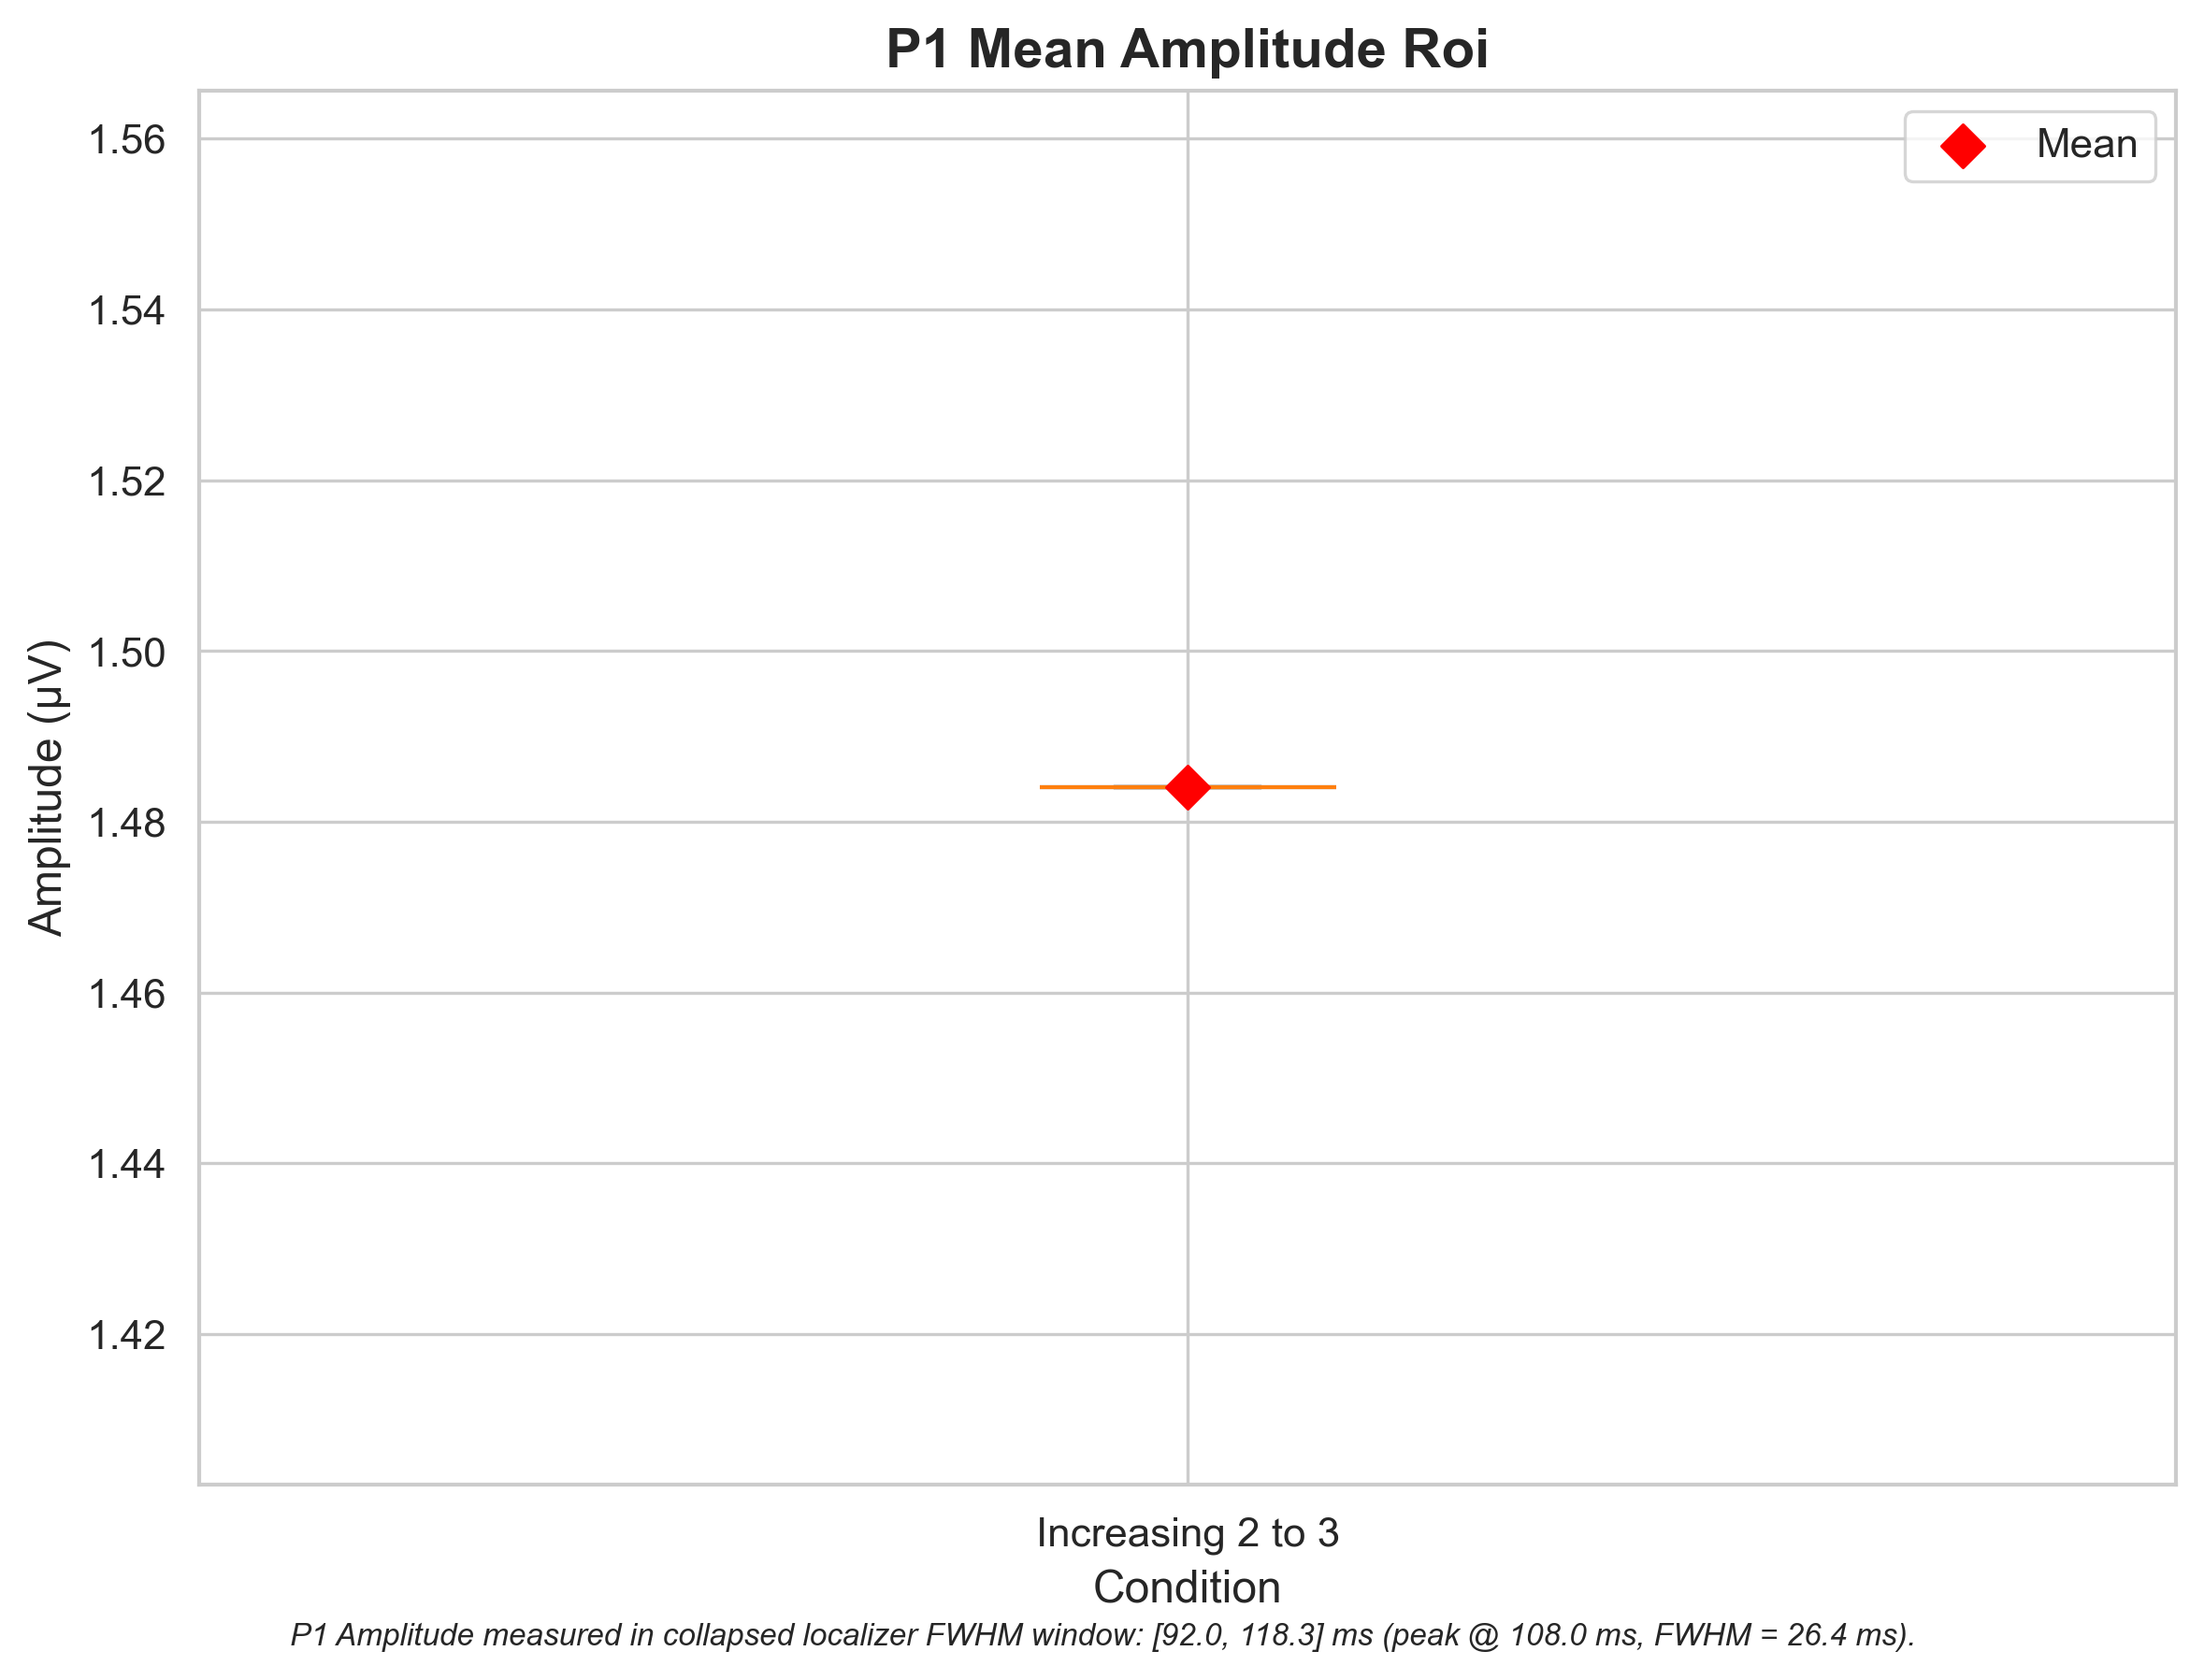 P1 Mean Amplitude Roi
Mean
1.56
1.54
1.52
1.50
1.48
1.46
1.44
1.42
Amplitude (µV)
Increasing 2 to 3
Condition
P1 Amplitude measured in collapsed localizer FWHM window: [92.0, 118.3] ms (peak @ 108.0 ms, FWHM = 26.4 ms).